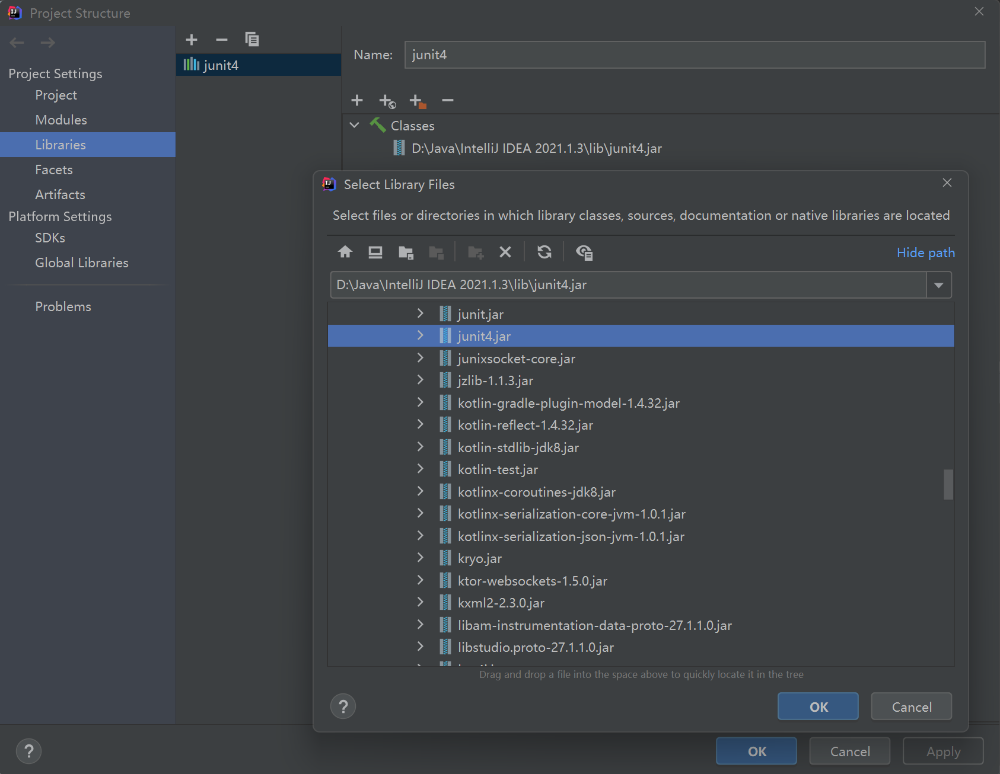 Project Structure
Project Settings
Project
Modules
Libraries
Facets
Artifacts
Platform Settings
SDKs
Global Libraries
Problems
junit4
Name: junit4
Classes
D:\Java\IntelliJ IDEA 2021.1.3\lib\junit4.jar
Select Library Files
Select files or directories in which library classes, sources, documentation or native libraries are located
Hide path
D:\Java\IntelliJ IDEA 2021.1.3\lib\junit4.jar
junit.jar
junit4.jar
junixsocket-core.jar
jzlib-1.1.3.jar
kotlin-gradle-plugin-model-1.4.32.jar
kotlin-reflect-1.4.32.jar
kotlin-stdlib-jdk8.jar
kotlin-test.jar
kotlinx-coroutines-jdk8.jar
kotlinx-serialization-core-jvm-1.0.1.jar
kotlinx-serialization-json-jvm-1.0.1.jar
kryo.jar
ktor-websockets-1.5.0.jar
kxml2-2.3.0.jar
libam-instrumentation-data-proto-27.1.1.0.jar
libstudio.proto-27.1.1.0.jar
Drag and drop a file into the space above to quickly locate it in the tree
? OK Cancel
? OK Cancel Apply